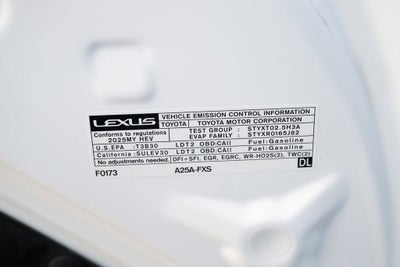 LEXUS VEHICLE EMISSION CONTROL INFORMATION
TOYOTA TOYOTA MOTOR CORPORATION
Conforms to regulations TEST GROUP : STYXT02.5H3A
2025MY HEV EVAP FAMILY : STYXR0165J82
U.S.EPA : T3B30 LDT2 OBD:CAII Fuel:Gasoline
California : SULEV30 LDT2 OBD:CAII Fuel:Gasoline
No adjustments needed. DFI+SFI, EGR, EGRC, WR-HO2S(2), TWC(2)
DL
F0173 A25A-FXS